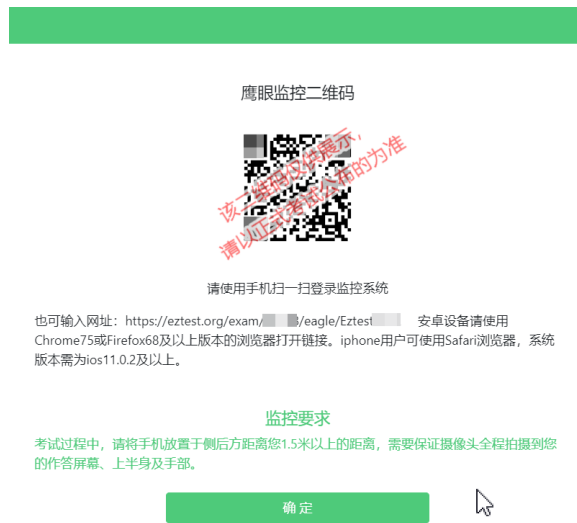 鹰眼监控二维码
该二维码仅供展示，
请以正式考试公布的为准
请使用手机扫一扫登录监控系统
也可输入网址：https://eztest.org/exam/ /eagle/Eztest 安卓设备请使用
Chrome75或Firefox68及以上版本的浏览器打开链接。iphone用户可使用Safari浏览器，系统
版本需为ios11.0.2及以上。
监控要求
考试过程中，请将手机放置于侧后方距离您1.5米以上的距离，需要保证摄像头全程拍摄到您
的作答屏幕、上半身及手部。
确定